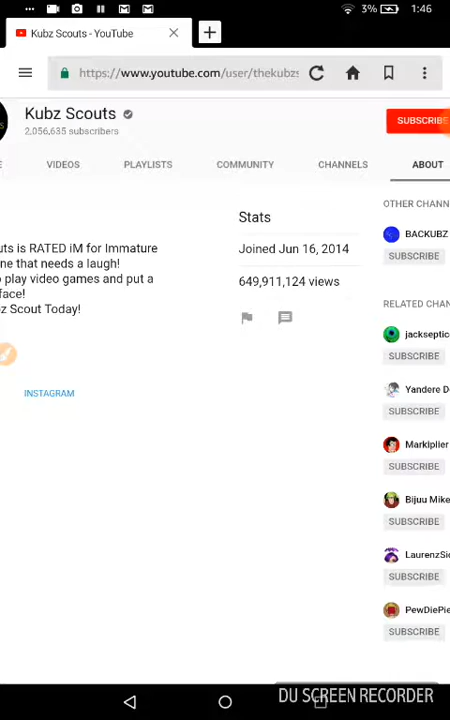 3% 1:46
Kubz Scouts - YouTube
https://www.youtube.com/user/thekubzs
Kubz Scouts
2,056,635 subscribers
SUBSCRIBE
VIDEOS PLAYLISTS COMMUNITY CHANNELS ABOUT
Stats
Joined Jun 16, 2014
649,911,124 views
uts is RATED iM for Immature
ne that needs a laugh!
o play video games and put a
face!
z Scout Today!
INSTAGRAM
OTHER CHANN
BACKUBZ
SUBSCRIBE
RELATED CHAN
jackseptic
SUBSCRIBE
Yandere D
SUBSCRIBE
Markiplier
SUBSCRIBE
Bijuu Mike
SUBSCRIBE
LaurenzSi
SUBSCRIBE
PewDiePie
SUBSCRIBE
DU SCREEN RECORDER